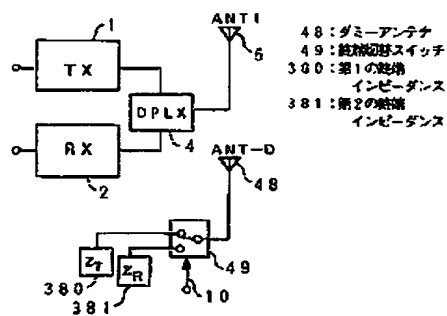 1
ANT1
TX
5
DPLX
4
RX
2
ANT-D
48
ZT
ZR
49
380
381
10
48:ダミーアンテナ
49:終端切替スイッチ
380:第1の終端
インピーダンス
381:第2の終端
インピーダンス